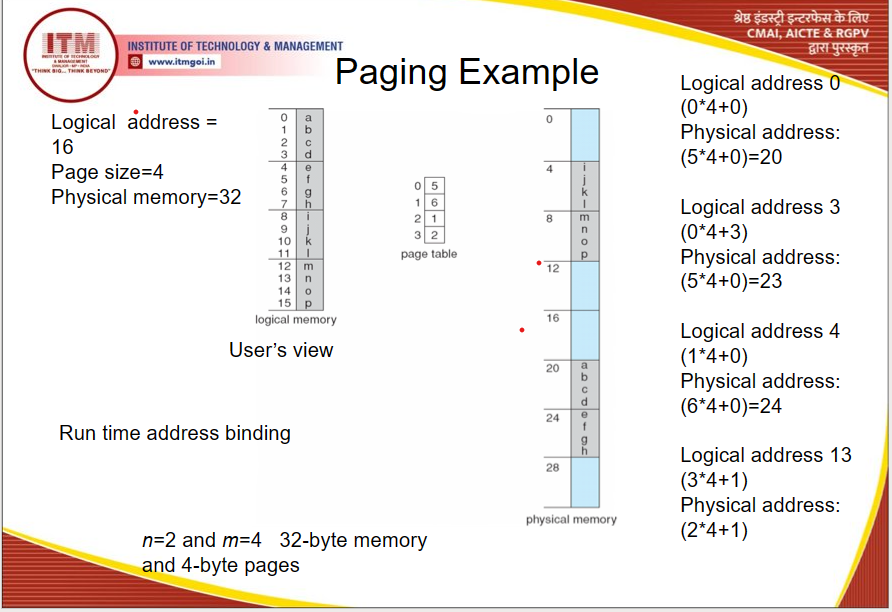 ITM
INSTITUTE OF TECHNOLOGY
& MANAGEMENT
GWALIOR • MP • INDIA
"THINK BIG... THINK BEYOND"
INSTITUTE OF TECHNOLOGY & MANAGEMENT
www.itmgoi.in
श्रेष्ठ इंडस्ट्री इन्टरफेस के लिए
CMAI, AICTE & RGPV
द्वारा पुरस्कृत
Paging Example
Logical address =
16
Page size=4
Physical memory=32
0 a
1 b
2 c
3 d
4 e
5 f
6 g
7 h
8 i
9 j
10 k
11 l
12 m
13 n
14 o
15 p
logical memory
User's view
0 5
1 6
2 1
3 2
page table
0
4 i
j
k
l
8 m
n
o
p
12
16
20 a
b
c
d
24 e
f
g
h
28
physical memory
Logical address 0
(0*4+0)
Physical address:
(5*4+0)=20
Logical address 3
(0*4+3)
Physical address:
(5*4+0)=23
Logical address 4
(1*4+0)
Physical address:
(6*4+0)=24
Logical address 13
(3*4+1)
Physical address:
(2*4+1)
Run time address binding
n=2 and m=4 32-byte memory
and 4-byte pages